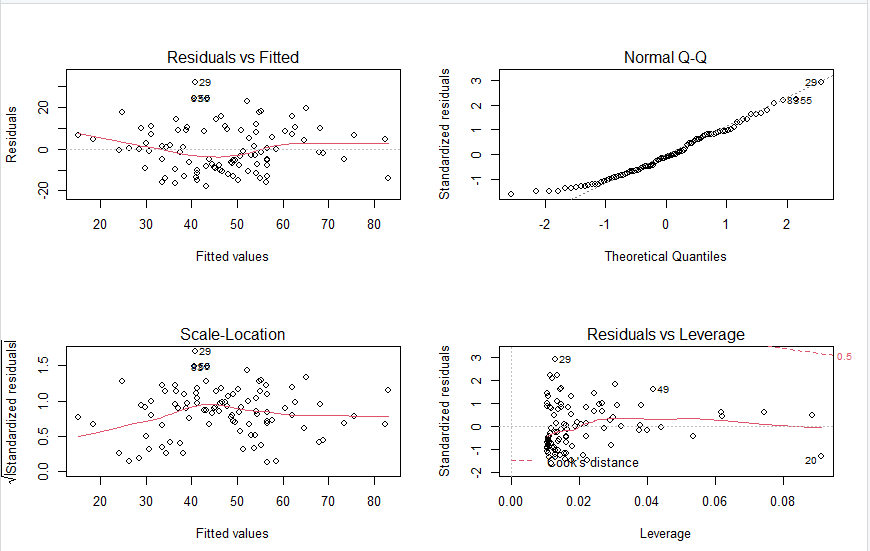 Residuals vs Fitted
Residuals
-20
0
20
29
20 30 40 50 60 70 80
Fitted values
Normal Q-Q
Standardized residuals
-1
0
1
2
3
29
-2 -1 0 1 2
Theoretical Quantiles
Scale-Location
√|Standardized residuals|
0.0
0.5
1.0
1.5
29
20 30 40 50 60 70 80
Fitted values
Residuals vs Leverage
Standardized residuals
-2
-1
0
1
2
3
29
49
20
0.5
Cook's distance
0.00 0.02 0.04 0.06 0.08
Leverage